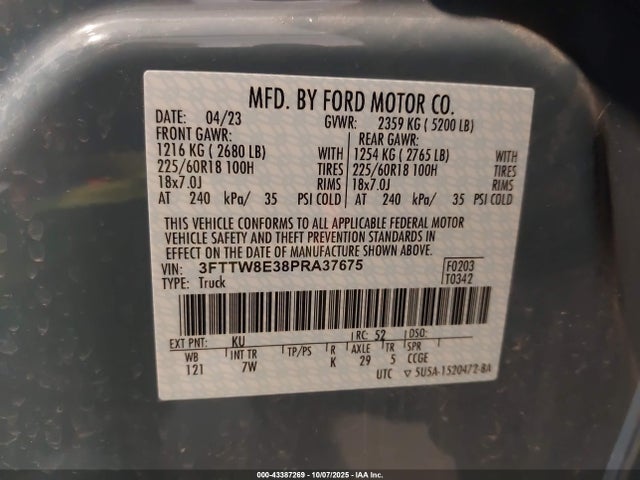 MFD. BY FORD MOTOR CO.
DATE: 04/23 GVWR: 2359 KG ( 5200 LB)
FRONT GAWR: REAR GAWR:
1216 KG ( 2680 LB) WITH 1254 KG ( 2765 LB) WITH
225/60R18 100H TIRES 225/60R18 100H TIRES
18x7.0J RIMS 18x7.0J RIMS
AT 240 kPa/ 35 PSI COLD AT 240 kPa/ 35 PSI COLD
THIS VEHICLE CONFORMS TO ALL APPLICABLE FEDERAL MOTOR
VEHICLE SAFETY AND THEFT PREVENTION STANDARDS IN
EFFECT ON THE DATE OF MANUFACTURE SHOWN ABOVE.
VIN: 3FTTW8E38PRA37675 F0203
TYPE: Truck T0342
EXT PNT: KU RC: 52 DSO:
WB INT TR TP/PS R AXLE TR SPR
121 7W K 29 5 CCGE
UTC ▽ 5U5A-1520472-BA
000-43387269 - 10/07/2025 - IAA Inc.